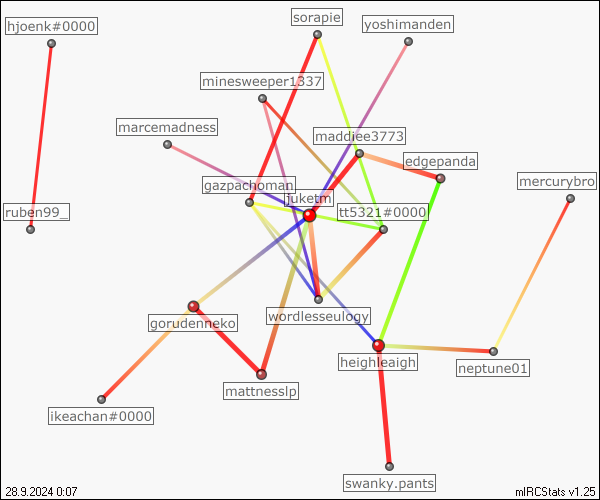 sorapie
hjoenk#0000
yoshimanden
minesweeper1337
marcemadness
maddiee3773
edgepanda
mercurybro
gazpachoman
juketm
ruben99_
tt5321#0000
wordlesseulogy
gorudenneko
heighleaigh
neptune01
mattnesslp
ikeachan#0000
swanky.pants
28.9.2024 0:07
mIRCStats v1.25